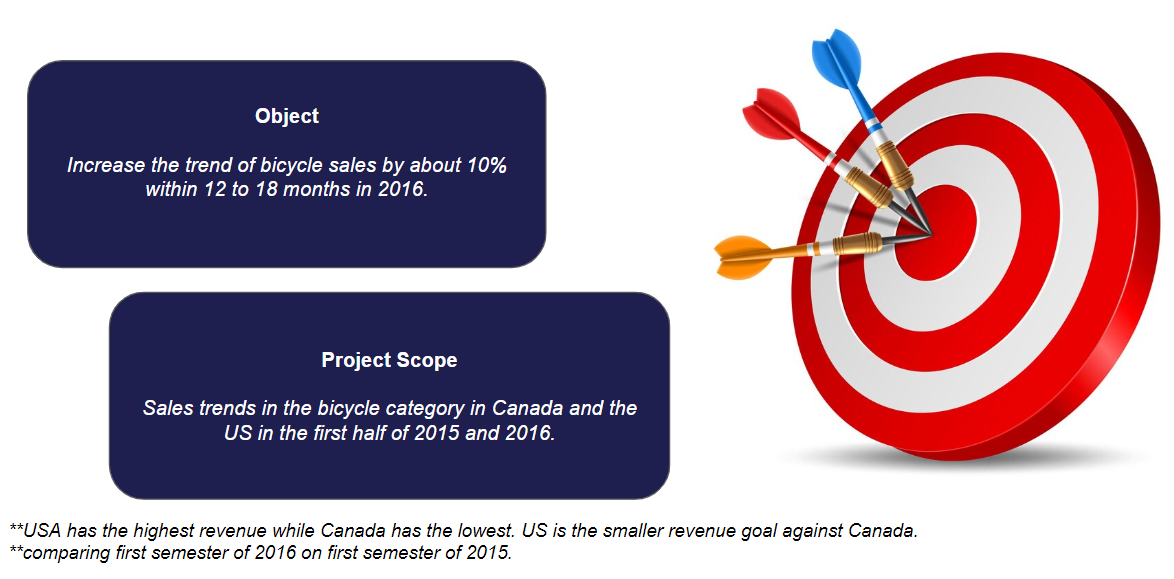 Object
Increase the trend of bicycle sales by about 10%
within 12 to 18 months in 2016.
Project Scope
Sales trends in the bicycle category in Canada and the
US in the first half of 2015 and 2016.
**USA has the highest revenue while Canada has the lowest. US is the smaller revenue goal against Canada.
**comparing first semester of 2016 on first semester of 2015.